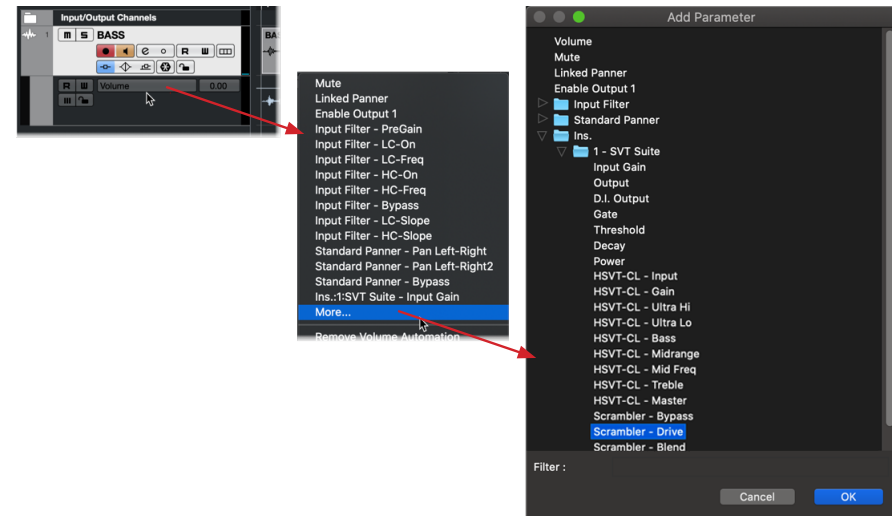 Input/Output Channels
1 m S BASS
e R W
BA
R W Volume 0.00
Mute
Linked Panner
Enable Output 1
Input Filter - PreGain
Input Filter - LC-On
Input Filter - LC-Freq
Input Filter - HC-On
Input Filter - HC-Freq
Input Filter - Bypass
Input Filter - LC-Slope
Input Filter - HC-Slope
Standard Panner - Pan Left-Right
Standard Panner - Pan Left-Right2
Standard Panner - Bypass
Ins.:1:SVT Suite - Input Gain
More...
Remove Volume Automation
Add Parameter
Volume
Mute
Linked Panner
Enable Output 1
Input Filter
Standard Panner
Ins.
1 - SVT Suite
Input Gain
Output
D.I. Output
Gate
Threshold
Decay
Power
HSVT-CL - Input
HSVT-CL - Gain
HSVT-CL - Ultra Hi
HSVT-CL - Ultra Lo
HSVT-CL - Bass
HSVT-CL - Midrange
HSVT-CL - Mid Freq
HSVT-CL - Treble
HSVT-CL - Master
Scrambler - Bypass
Scrambler - Drive
Scrambler - Blend
Filter :
Cancel OK